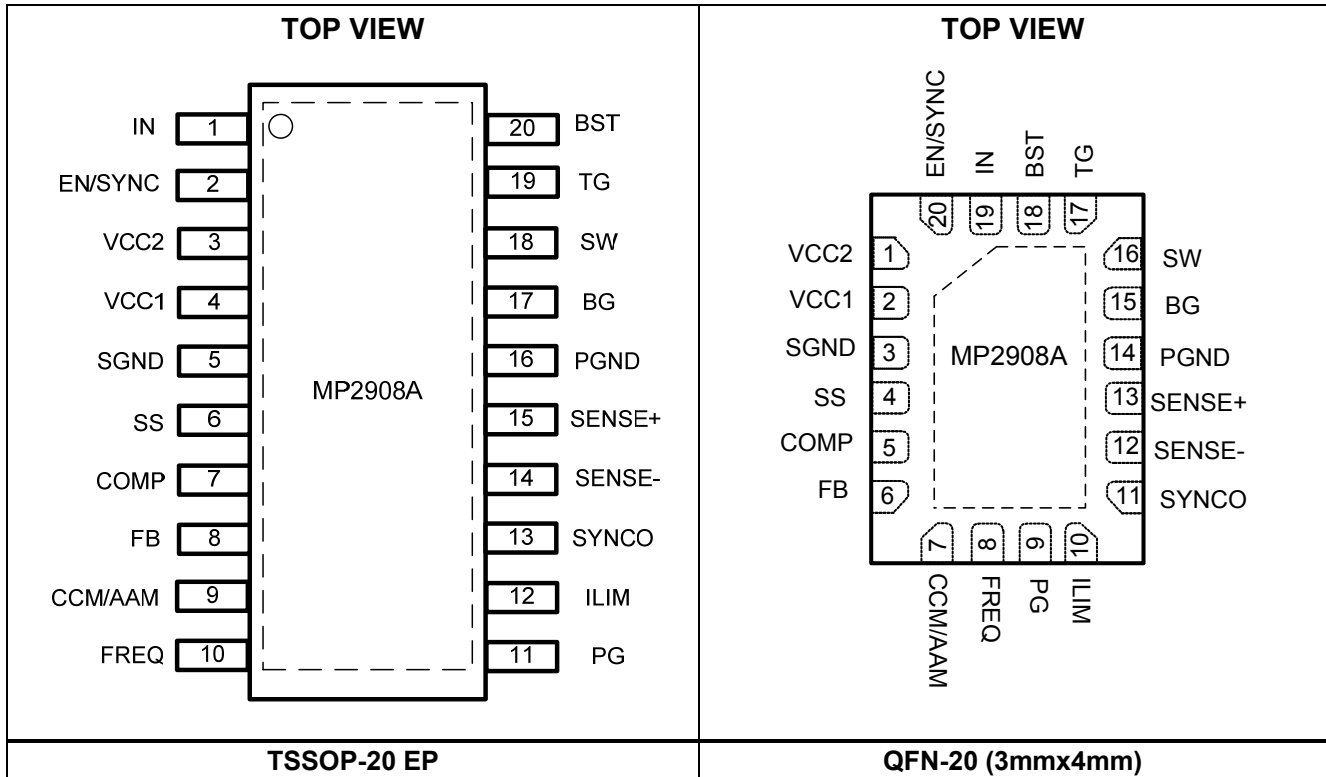 TOP VIEW
IN 1
EN/SYNC 2
VCC2 3
VCC1 4
SGND 5
SS 6
COMP 7
FB 8
CCM/AAM 9
FREQ 10
MP2908A
20 BST
19 TG
18 SW
17 BG
16 PGND
15 SENSE+
14 SENSE-
13 SYNCO
12 ILIM
11 PG
TSSOP-20 EP
TOP VIEW
EN/SYNC IN BST TG
20 19 18 17
VCC2 1
VCC1 2
SGND 3
SS 4
COMP 5
FB 6
MP2908A
16 SW
15 BG
14 PGND
13 SENSE+
12 SENSE-
11 SYNCO
7 8 9 10
CCM/AAM FREQ PG ILIM
QFN-20 (3mmx4mm)